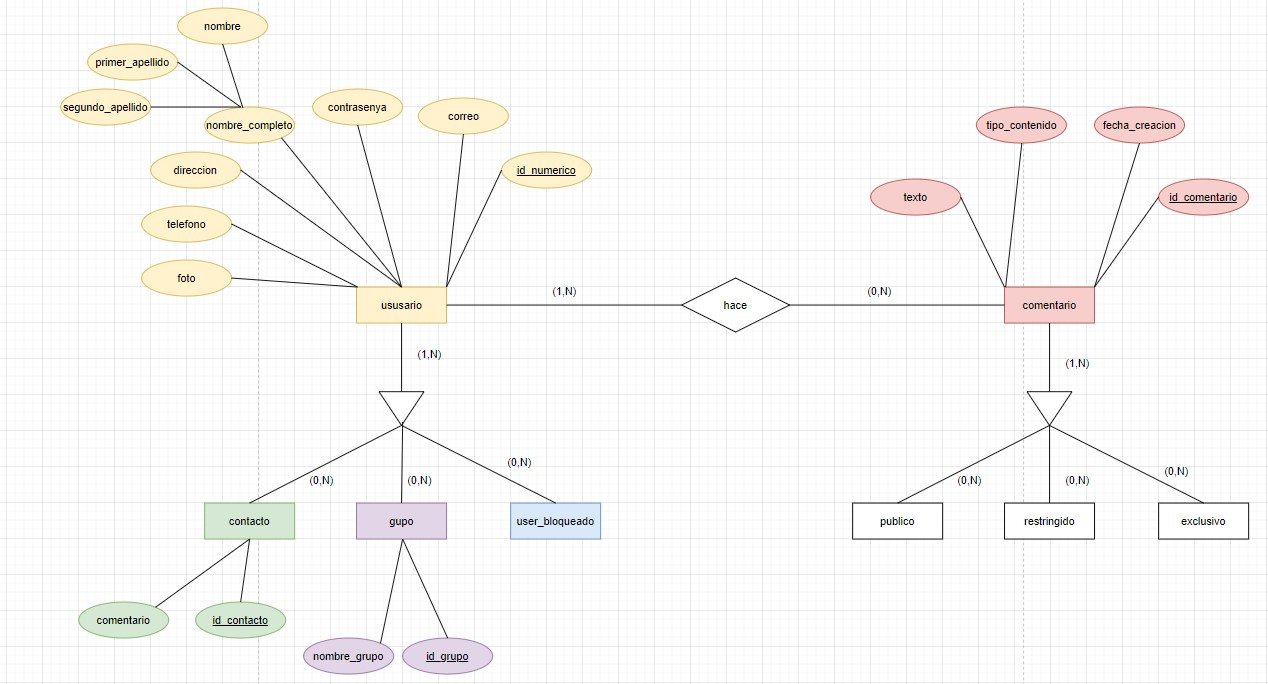 nombre
primer_apellido
segundo_apellido
nombre_completo
contrasenya
correo
tipo_contenido
fecha_creacion
direccion
id_numerico
texto
id_comentario
telefono
foto
ususario
(1,N)
hace
(0,N)
comentario
(1,N)
(1,N)
(0,N)
(0,N)
(0,N)
(0,N)
(0,N)
(0,N)
contacto
gupo
user_bloqueado
publico
restringido
exclusivo
comentario
id_contacto
nombre_grupo
id_grupo